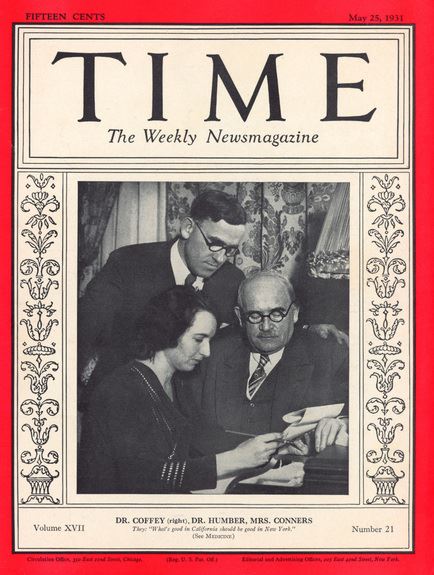 FIFTEEN CENTS May 25, 1931
TIME
The Weekly Newsmagazine
DR. COFFEY (right), DR. HUMBER, MRS. CONNERS
They: "What's good in California should be good in New York."
(See MEDICINE)
Volume XVII Number 21
Circulation Office, 350 East 22nd Street, Chicago. (Reg. U. S. Pat. Off.) Editorial and Advertising Offices, 205 East 42nd Street, New York.